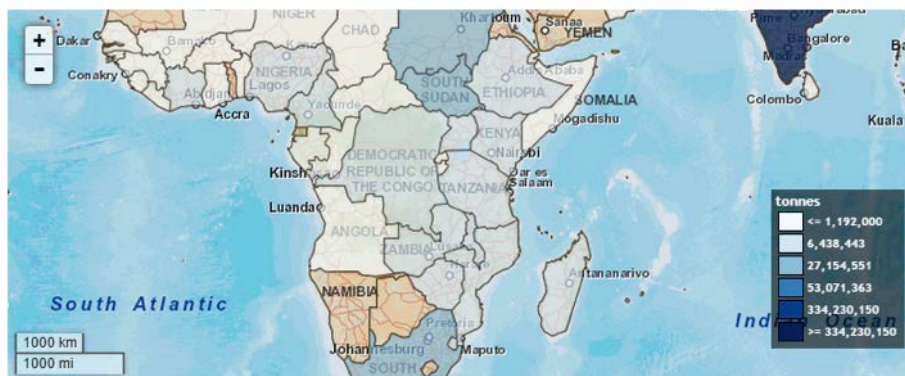 +
-
Dakar
Bamako
NIGER
CHAD
Sanaa
YEMEN
Bangalore
Madras
Conakry
NIGERIA
Lagos
Abidjan
Accra
Yaounde
SOUTH
SUDAN
Addis Ababa
ETHIOPIA
SOMALIA
Mogadishu
Colombo
Kuala
KENYA
Nairobi
Kinsh
DEMOCRATIC
REPUBLIC OF
THE CONGO
Dar es
Salaam
TANZANIA
Luanda
ANGOLA
ZAMBIA
Lusaka
Harare
Antananarivo
NAMIBIA
Pretoria
Johannesburg
Maputo
SOUTH
South Atlantic
Indian Ocean
1000 km
1000 mi
tonnes
<= 1,192,000
6,438,443
27,154,551
53,071,363
334,230,150
>= 334,230,150